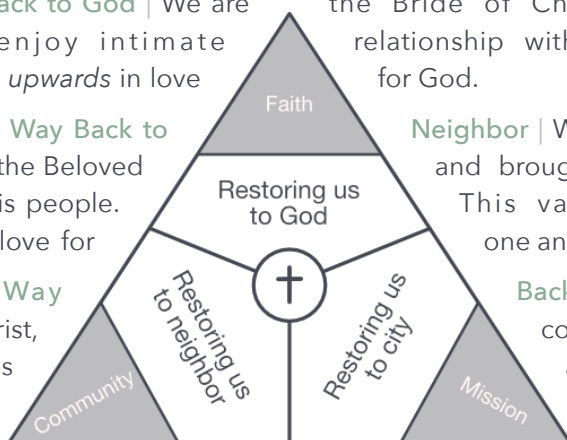 ack to God | We are the Bride of Ch
enjoy intimate relationship with
upwards in love for God.
Faith
Way Back to Neighbor | W
the Beloved and broug
is people. This va
love for one an
Restoring us
to God
Way Back
rist, co
s
Restoring us
to neighbor
Restoring us
to city
Community
Mission